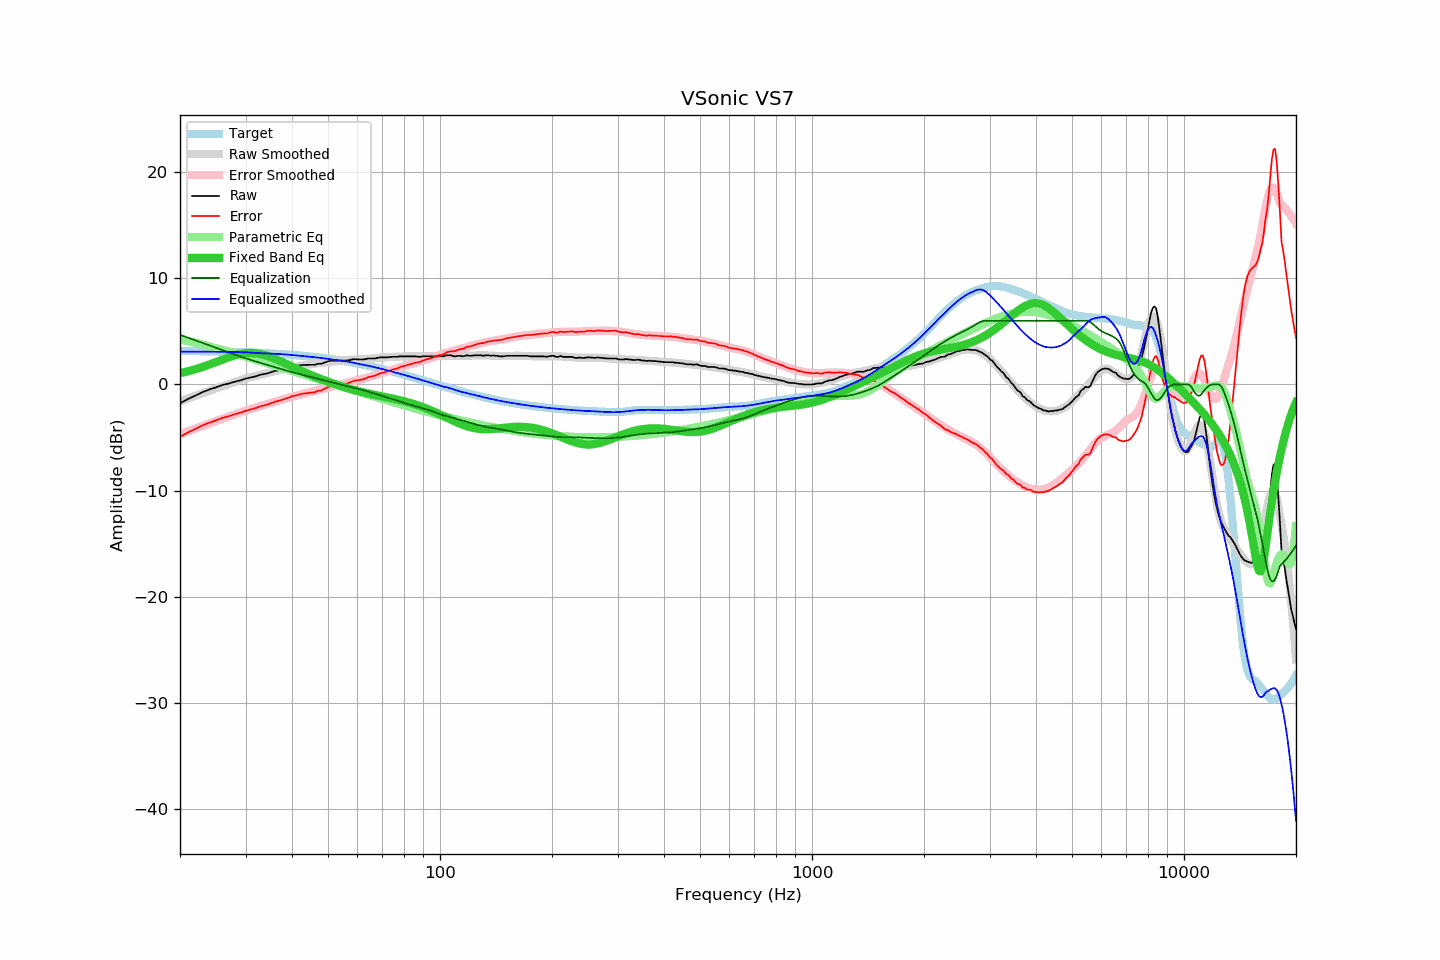 VSonic VS7
Target
Raw Smoothed
Error Smoothed
Raw
Error
Parametric Eq
Fixed Band Eq
Equalization
Equalized smoothed
20
10
0
−10
−20
−30
−40
Amplitude (dBr)
100
1000
10000
Frequency (Hz)